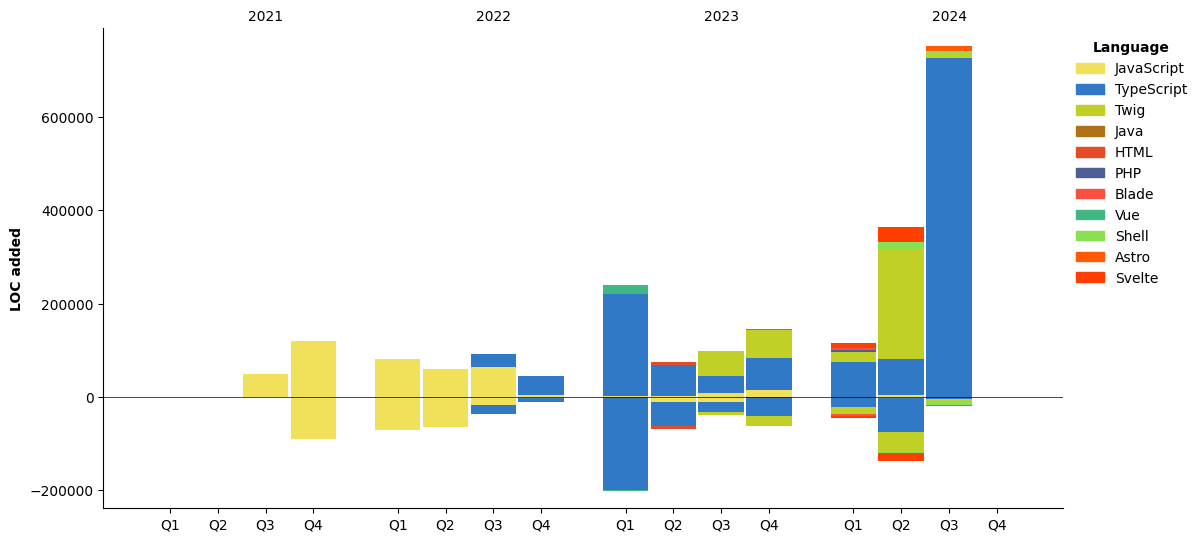 2021 2022 2023 2024
Language
JavaScript
TypeScript
Twig
Java
HTML
PHP
Blade
Vue
Shell
Astro
Svelte
LOC added
600000
400000
200000
0
−200000
Q1 Q2 Q3 Q4 Q1 Q2 Q3 Q4 Q1 Q2 Q3 Q4 Q1 Q2 Q3 Q4